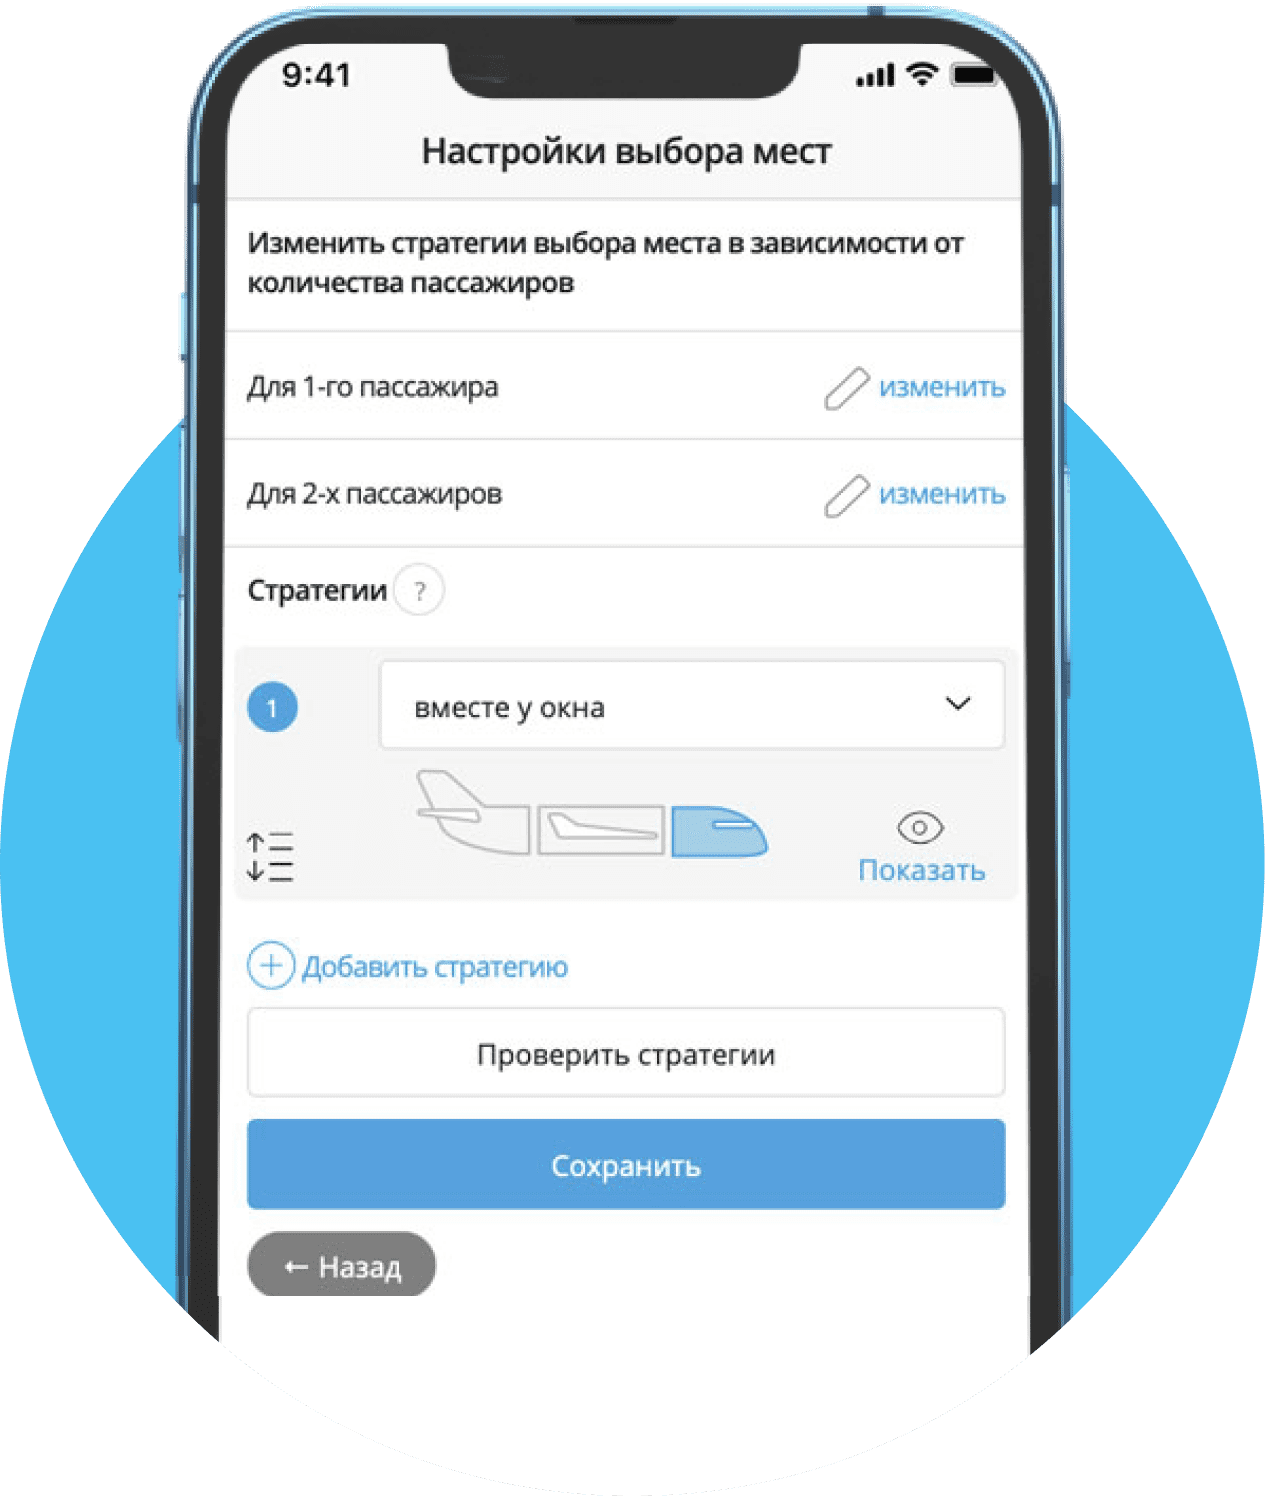 9:41
Настройки выбора мест
Изменить стратегии выбора места в зависимости от
количества пассажиров
Для 1-го пассажира
изменить
Для 2-х пассажиров
изменить
Стратегии ?
1
вместе у окна
Показать
Добавить стратегию
Проверить стратегии
Сохранить
← Назад